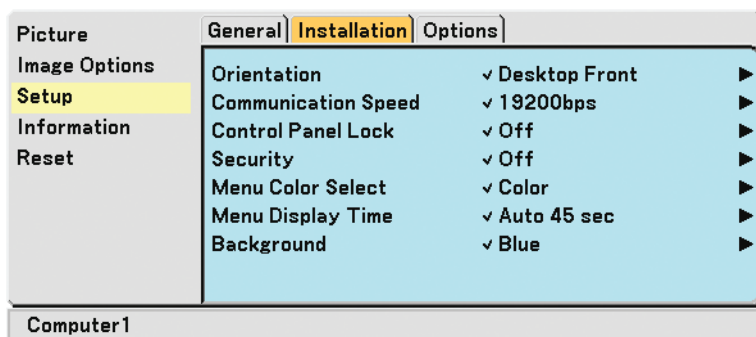 Picture
Image Options
Setup
Information
Reset
General Installation Options
Orientation ✓ Desktop Front
Communication Speed ✓ 19200bps
Control Panel Lock ✓ Off
Security ✓ Off
Menu Color Select ✓ Color
Menu Display Time ✓ Auto 45 sec
Background ✓ Blue
Computer1